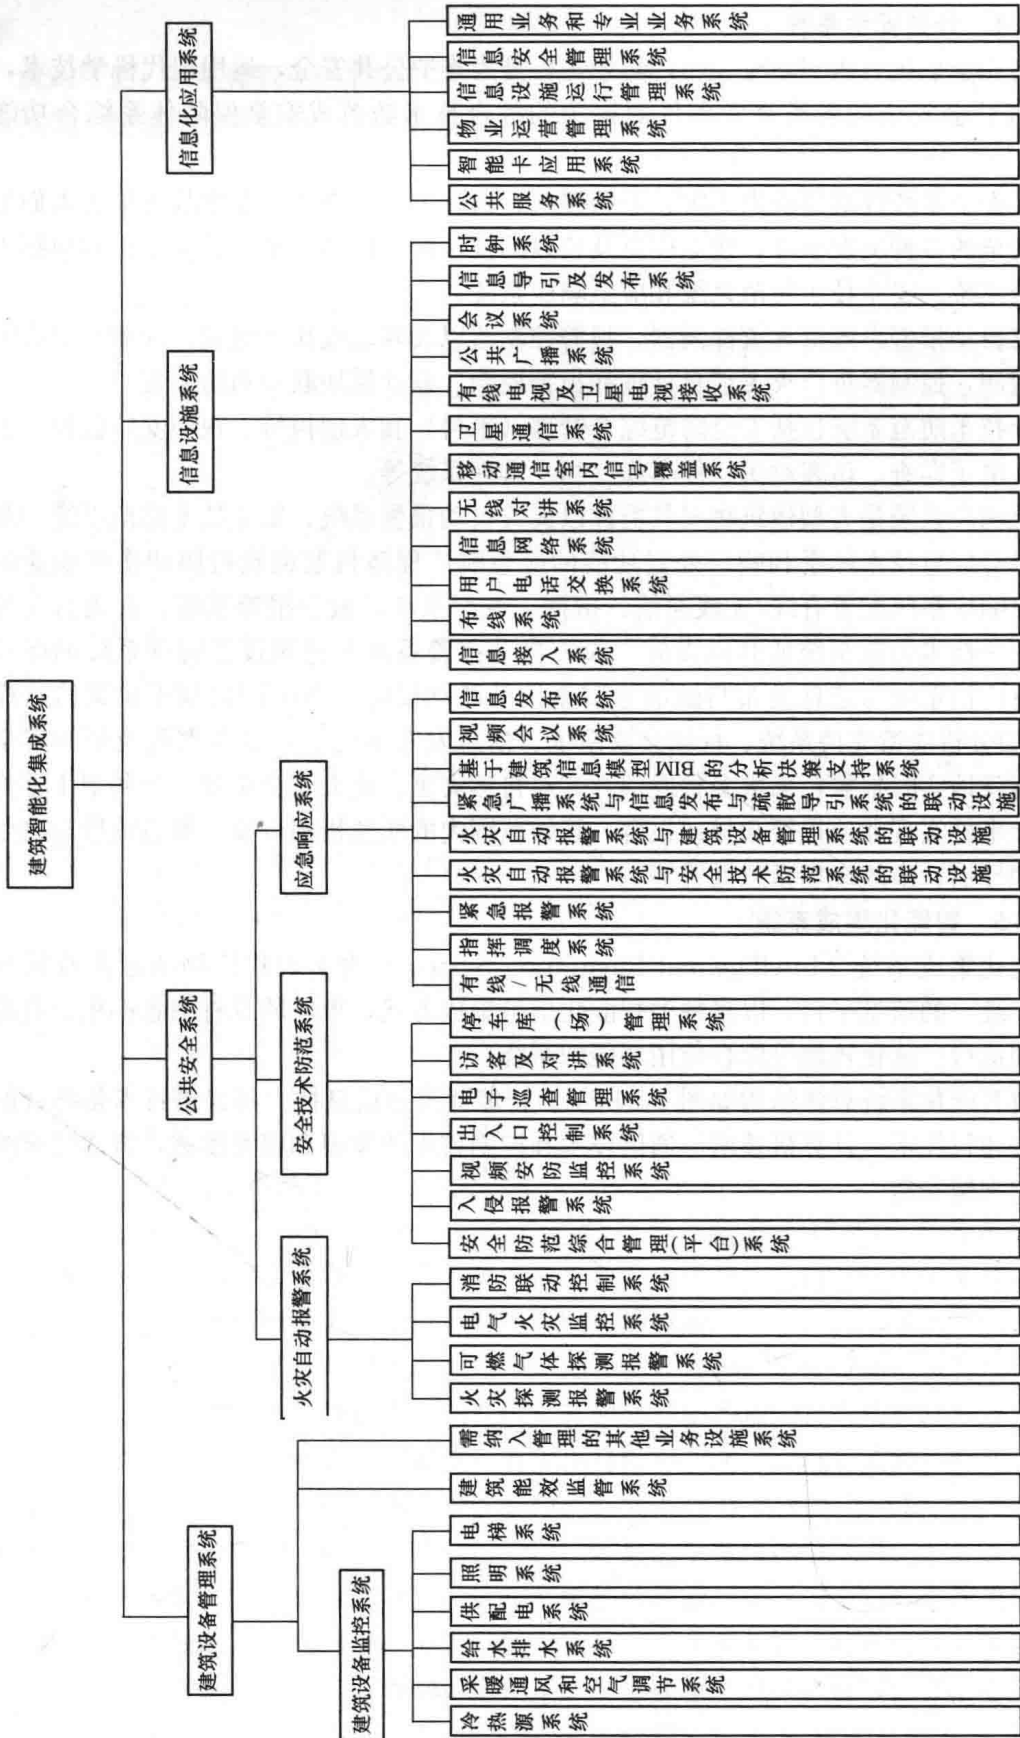 建筑智能化集成系统
建筑设备管理系统
公共安全系统
信息设施系统
信息化应用系统
建筑设备监控系统
火灾自动报警系统
安全技术防范系统
应急响应系统
冷热源系统
采暖通风和空气调节系统
给水排水系统
供配电系统
照明系统
电梯系统
建筑能效监管系统
需纳入管理的其他业务设施系统
火灾探测报警系统
可燃气体探测报警系统
电气火灾监控系统
消防联动控制系统
安全防范综合管理(平台)系统
入侵报警系统
视频安防监控系统
出入口控制系统
电子巡查管理系统
访客及对讲系统
停车库（场）管理系统
有线/无线通信
指挥调度系统
紧急报警系统
火灾自动报警系统与安全技术防范系统的联动设施
火灾自动报警系统与建筑设备管理系统的联动设施
紧急广播系统与信息发布与疏散导引系统的联动设施
基于建筑信息模型BIM的分析决策支持系统
视频会议系统
信息发布系统
信息接入系统
布线系统
用户电话交换系统
信息网络系统
无线对讲系统
移动通信室内信号覆盖系统
卫星通信系统
有线电视及卫星电视接收系统
公共广播系统
会议系统
信息导引及发布系统
时钟系统
公共服务系统
智能卡应用系统
物业运营管理系统
信息设施运行管理系统
信息安全管理系统
通用业务和专业业务系统